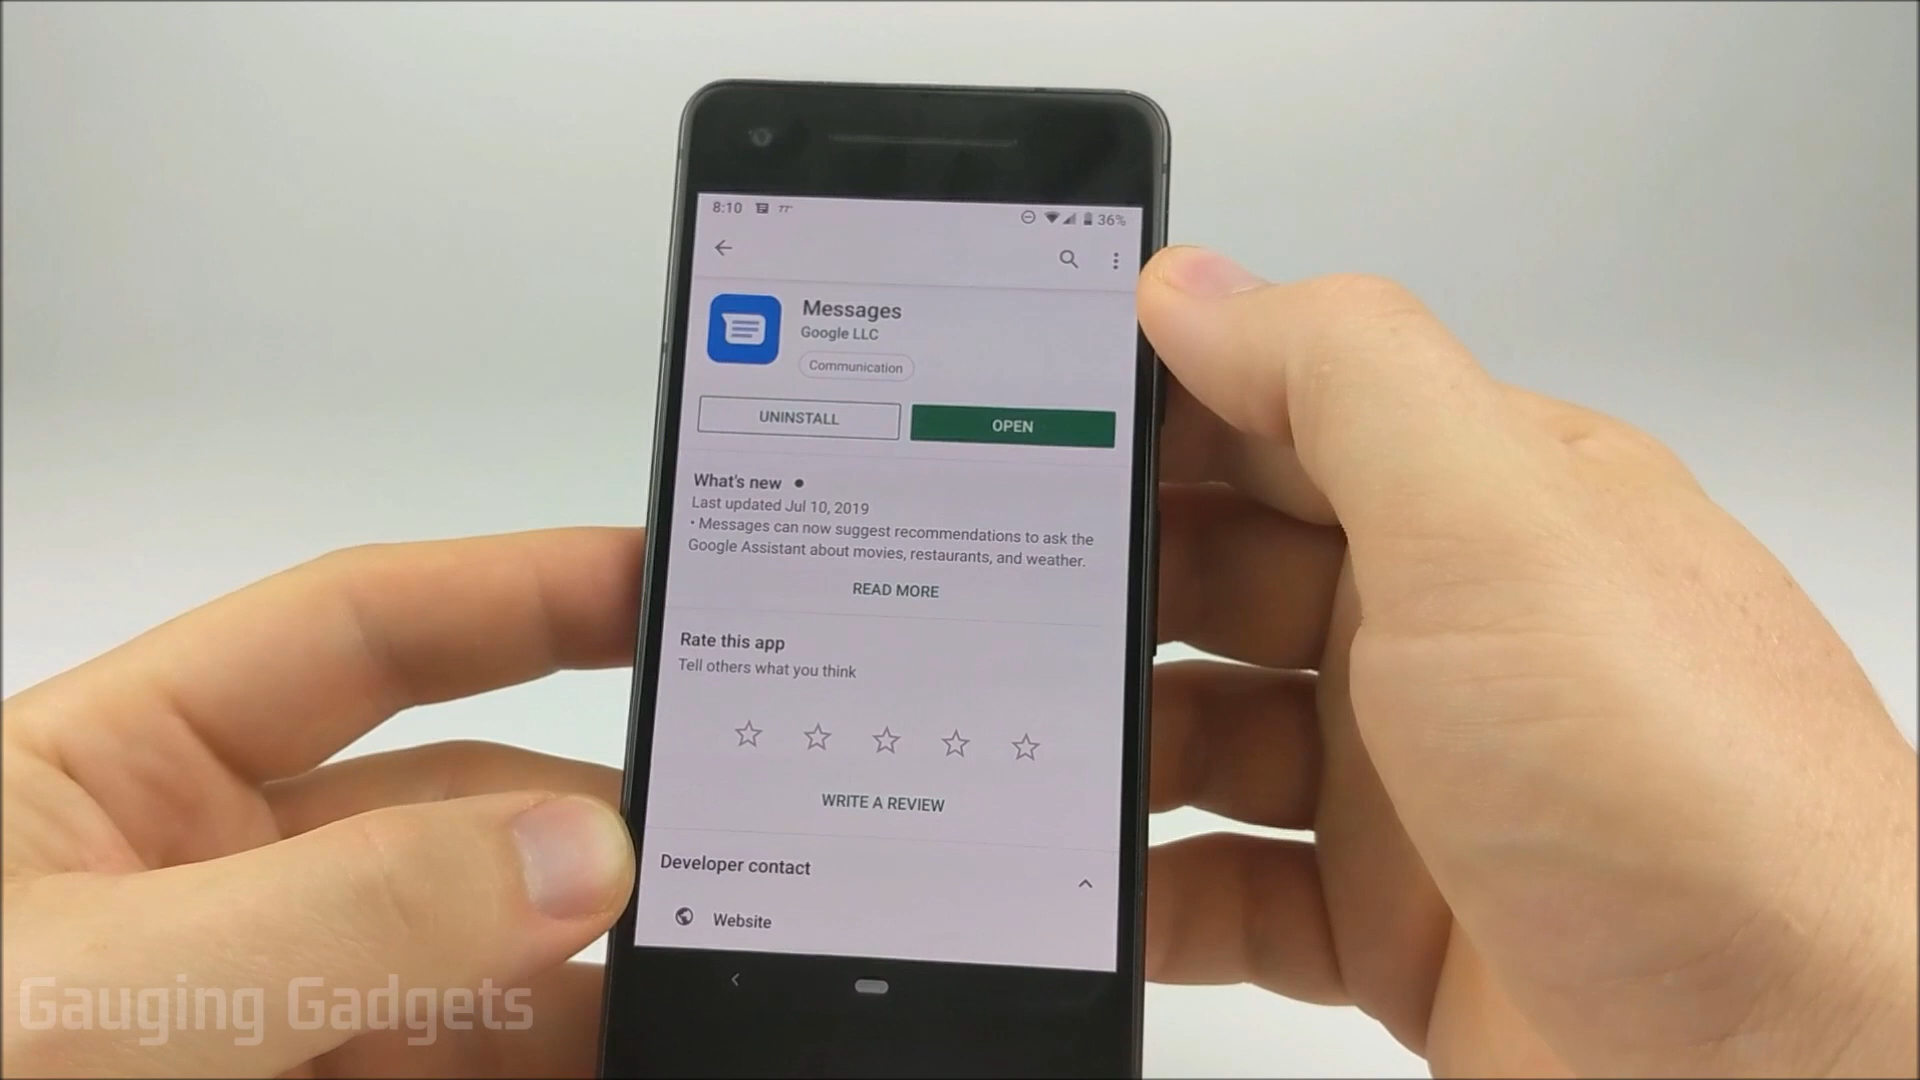 8:10 77° 36%
Messages
Google LLC
Communication
UNINSTALL OPEN
What's new
Last updated Jul 10, 2019
• Messages can now suggest recommendations to ask the
Google Assistant about movies, restaurants, and weather.
READ MORE
Rate this app
Tell others what you think
WRITE A REVIEW
Developer contact
Website
Gauging Gadgets